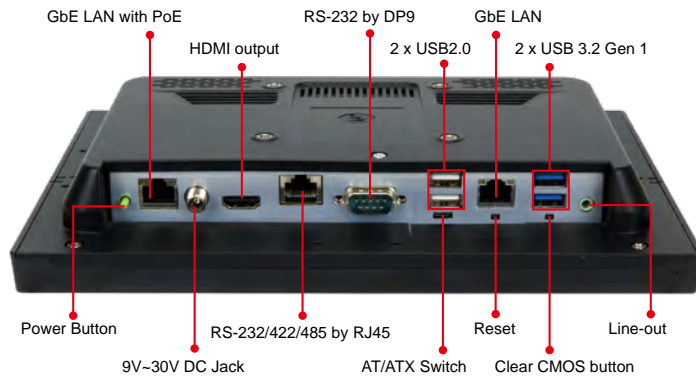 GbE LAN with PoE
RS-232 by DP9
GbE LAN
HDMI output
2 x USB2.0
2 x USB 3.2 Gen 1
Power Button
RS-232/422/485 by RJ45
Reset
Line-out
9V~30V DC Jack
AT/ATX Switch
Clear CMOS button